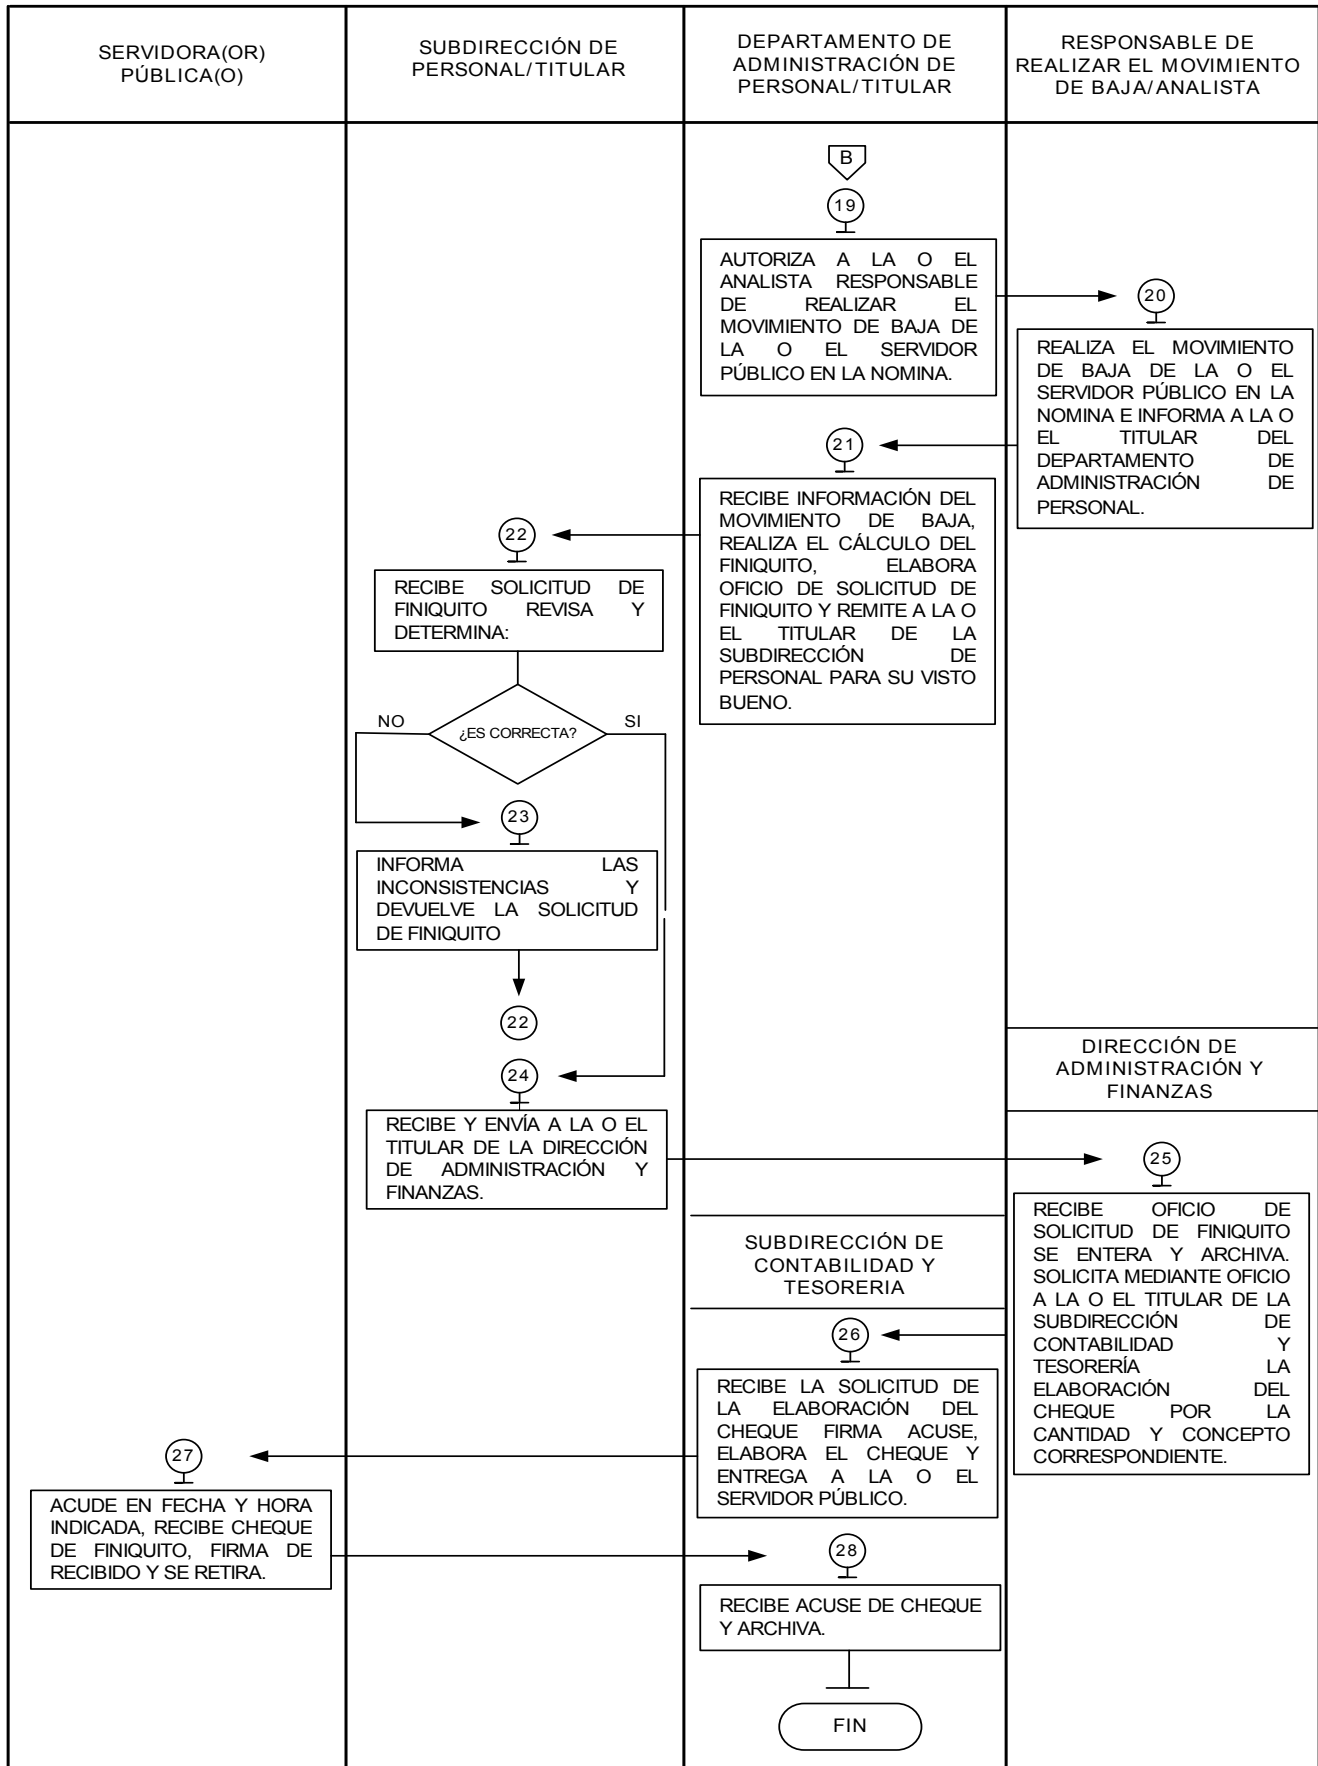 SERVIDORA(OR)
PÚBLICA(O)
SUBDIRECCIÓN DE
PERSONAL/TITULAR
DEPARTAMENTO DE
ADMINISTRACIÓN DE
PERSONAL/TITULAR
RESPONSABLE DE
REALIZAR EL MOVIMIENTO
DE BAJA/ANALISTA
B
19
AUTORIZA A LA O EL
ANALISTA RESPONSABLE
DE REALIZAR EL
MOVIMIENTO DE BAJA DE
LA O EL SERVIDOR
PÚBLICO EN LA NOMINA.
20
REALIZA EL MOVIMIENTO
DE BAJA DE LA O EL
SERVIDOR PÚBLICO EN LA
NOMINA E INFORMA A LA O
EL TITULAR DEL
DEPARTAMENTO DE
ADMINISTRACIÓN DE
PERSONAL.
21
RECIBE INFORMACIÓN DEL
MOVIMIENTO DE BAJA,
REALIZA EL CÁLCULO DEL
FINIQUITO, ELABORA
OFICIO DE SOLICITUD DE
FINIQUITO Y REMITE A LA O
EL TITULAR DE LA
SUBDIRECCIÓN DE
PERSONAL PARA SU VISTO
BUENO.
22
RECIBE SOLICITUD DE
FINIQUITO REVISA Y
DETERMINA:
NO
¿ES CORRECTA?
SI
23
INFORMA LAS
INCONSISTENCIAS Y
DEVUELVE LA SOLICITUD
DE FINIQUITO
22
24
RECIBE Y ENVÍA A LA O EL
TITULAR DE LA DIRECCIÓN
DE ADMINISTRACIÓN Y
FINANZAS.
DIRECCIÓN DE
ADMINISTRACIÓN Y
FINANZAS
25
RECIBE OFICIO DE
SOLICITUD DE FINIQUITO
SE ENTERA Y ARCHIVA.
SOLICITA MEDIANTE OFICIO
A LA O EL TITULAR DE LA
SUBDIRECCIÓN DE
CONTABILIDAD Y
TESORERÍA LA
ELABORACIÓN DEL
CHEQUE POR LA
CANTIDAD Y CONCEPTO
CORRESPONDIENTE.
SUBDIRECCIÓN DE
CONTABILIDAD Y
TESORERIA
26
RECIBE LA SOLICITUD DE
LA ELABORACIÓN DEL
CHEQUE FIRMA ACUSE,
ELABORA EL CHEQUE Y
ENTREGA A LA O EL
SERVIDOR PÚBLICO.
27
ACUDE EN FECHA Y HORA
INDICADA, RECIBE CHEQUE
DE FINIQUITO, FIRMA DE
RECIBIDO Y SE RETIRA.
28
RECIBE ACUSE DE CHEQUE
Y ARCHIVA.
FIN